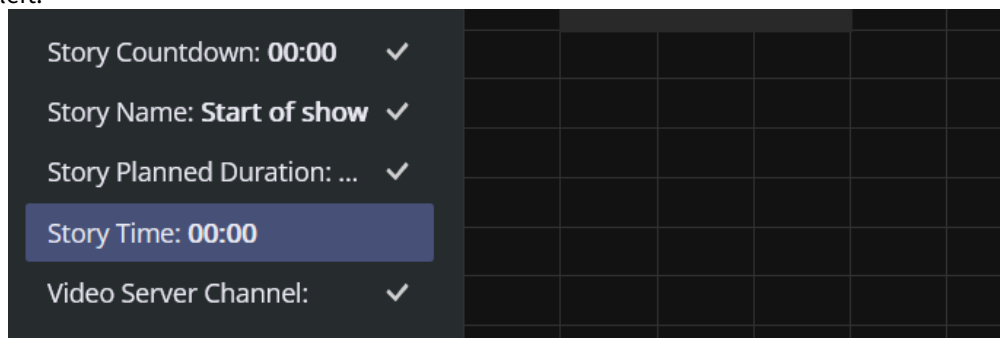 Story Countdown: 00:00
Story Name: Start of show
Story Planned Duration: ...
Story Time: 00:00
Video Server Channel: